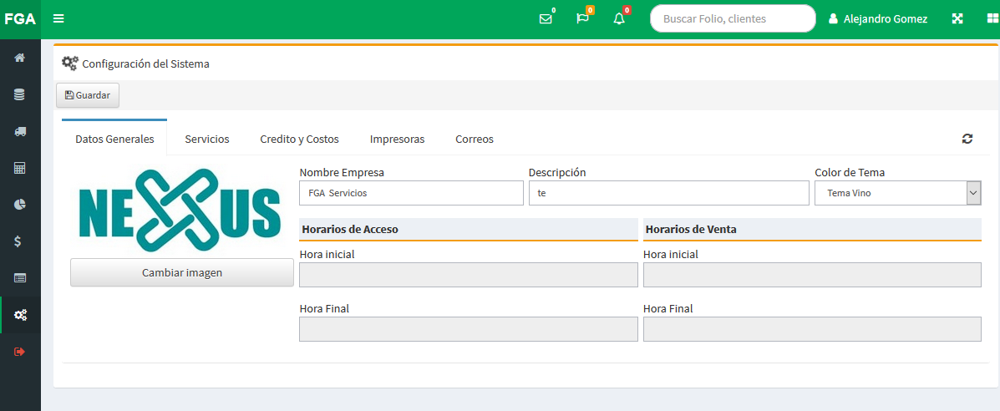 FGA
0
0
0
Buscar Folio, clientes
Alejandro Gomez
Configuración del Sistema
Guardar
Datos Generales
Servicios
Credito y Costos
Impresoras
Correos
NEXUS
Cambiar imagen
Nombre Empresa
Descripción
Color de Tema
FGA Servicios
te
Tema Vino
Horarios de Acceso
Horarios de Venta
Hora inicial
Hora inicial
Hora Final
Hora Final